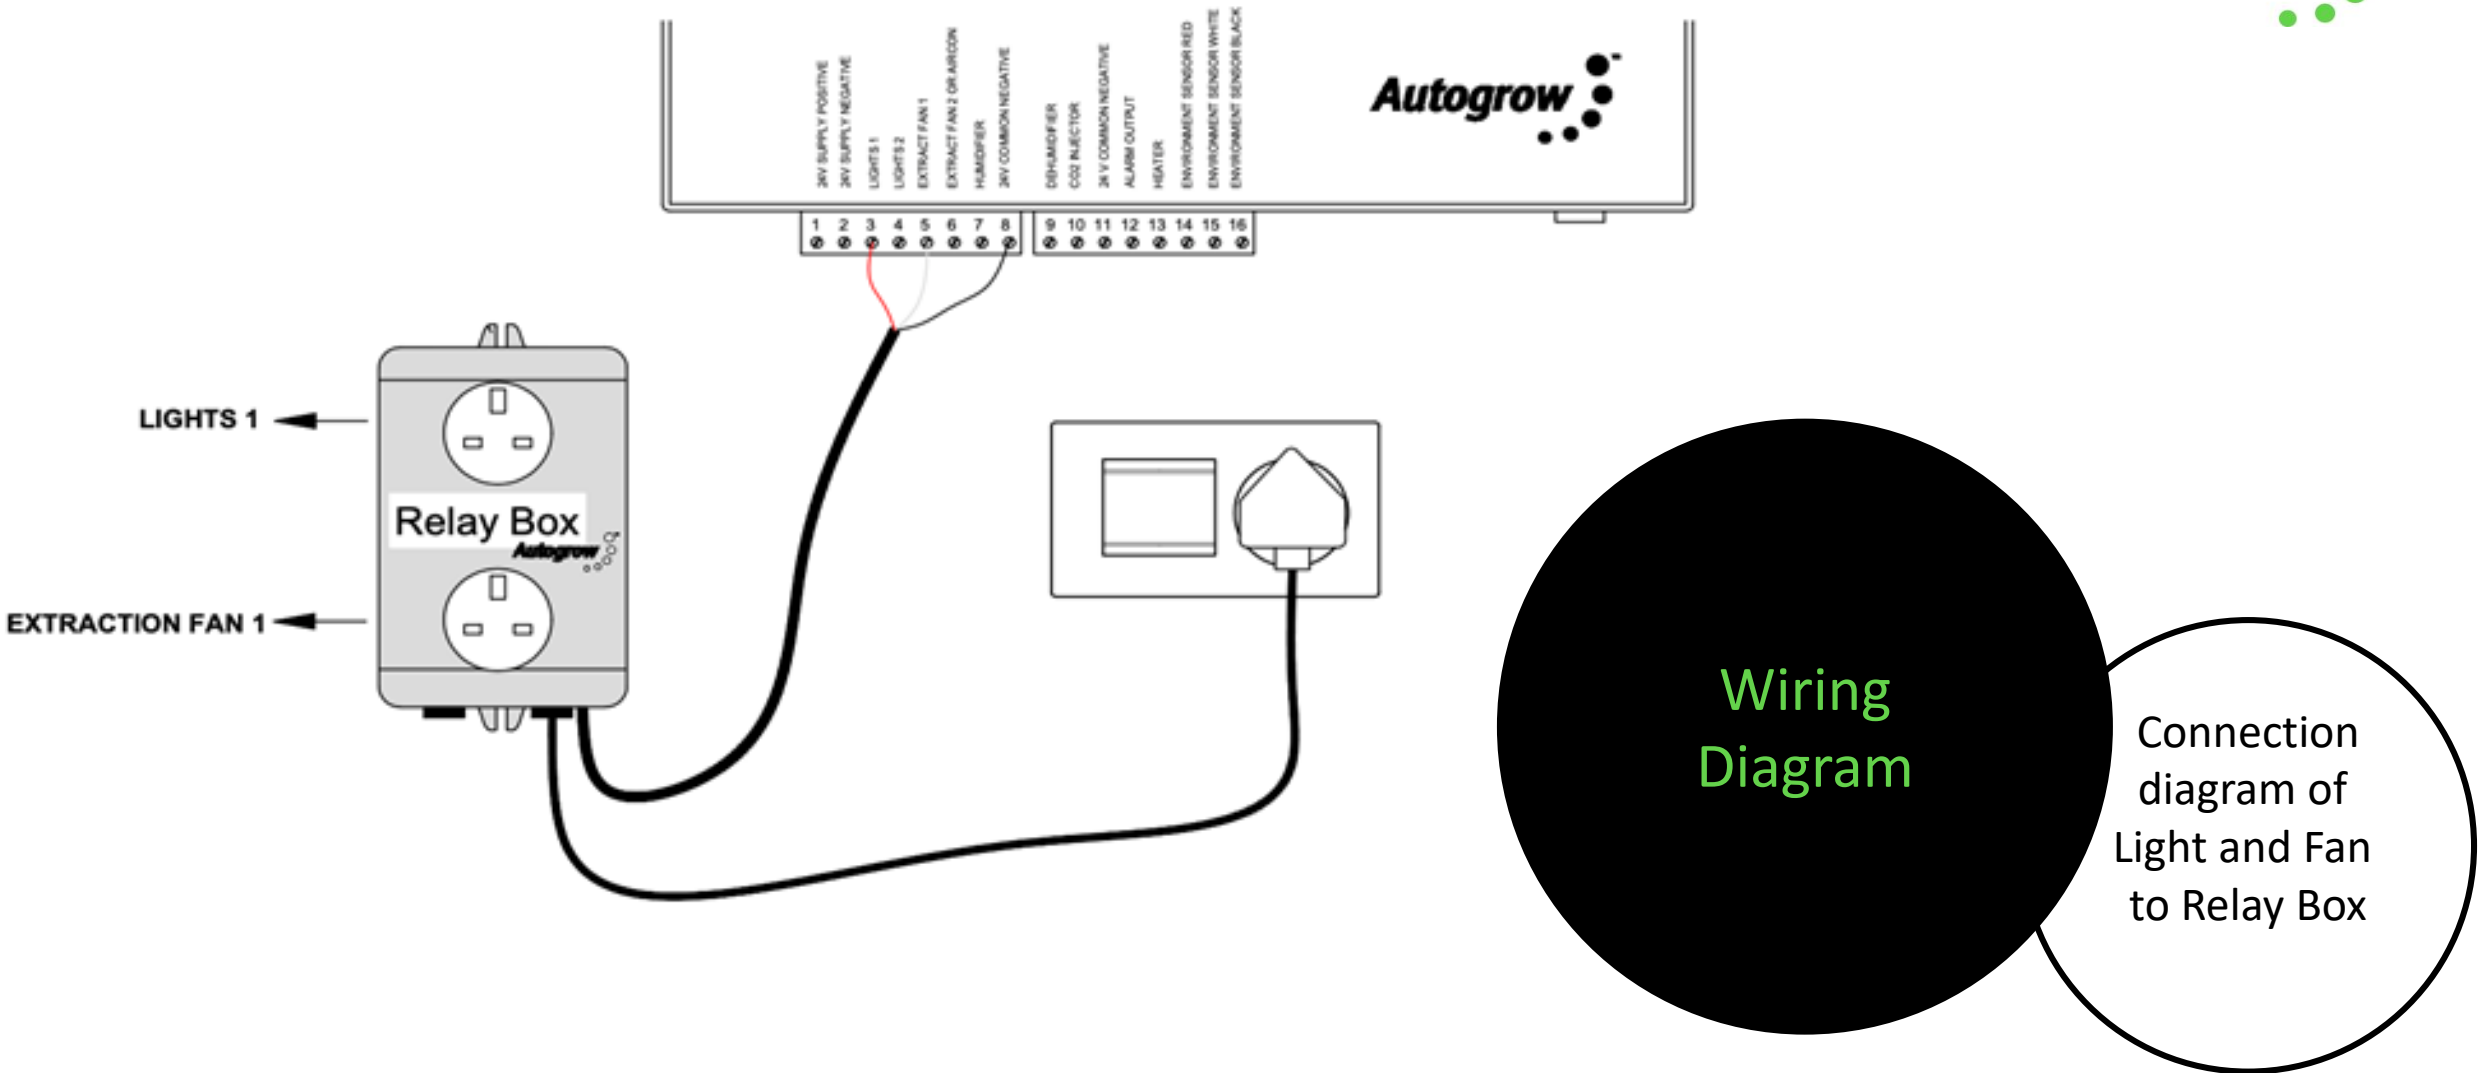 24V SUPPLY POSITIVE
24V SUPPLY NEGATIVE
LIGHTS 1
LIGHTS 2
EXTRACT FAN 1
EXTRACT FAN 2 OR AIRCON
HUMIDIFIER
24V COMMON NEGATIVE
DEHUMIDIFIER
CO2 INJECTOR
24 V COMMON NEGATIVE
ALARM OUTPUT
HEATER
ENVIRONMENT SENSOR RED
ENVIRONMENT SENSOR WHITE
ENVIRONMENT SENSOR BLACK
Autogrow
1 2 3 4 5 6 7 8 9 10 11 12 13 14 15 16
LIGHTS 1
Relay Box
Autogrow
EXTRACTION FAN 1
Wiring
Diagram
Connection
diagram of
Light and Fan
to Relay Box